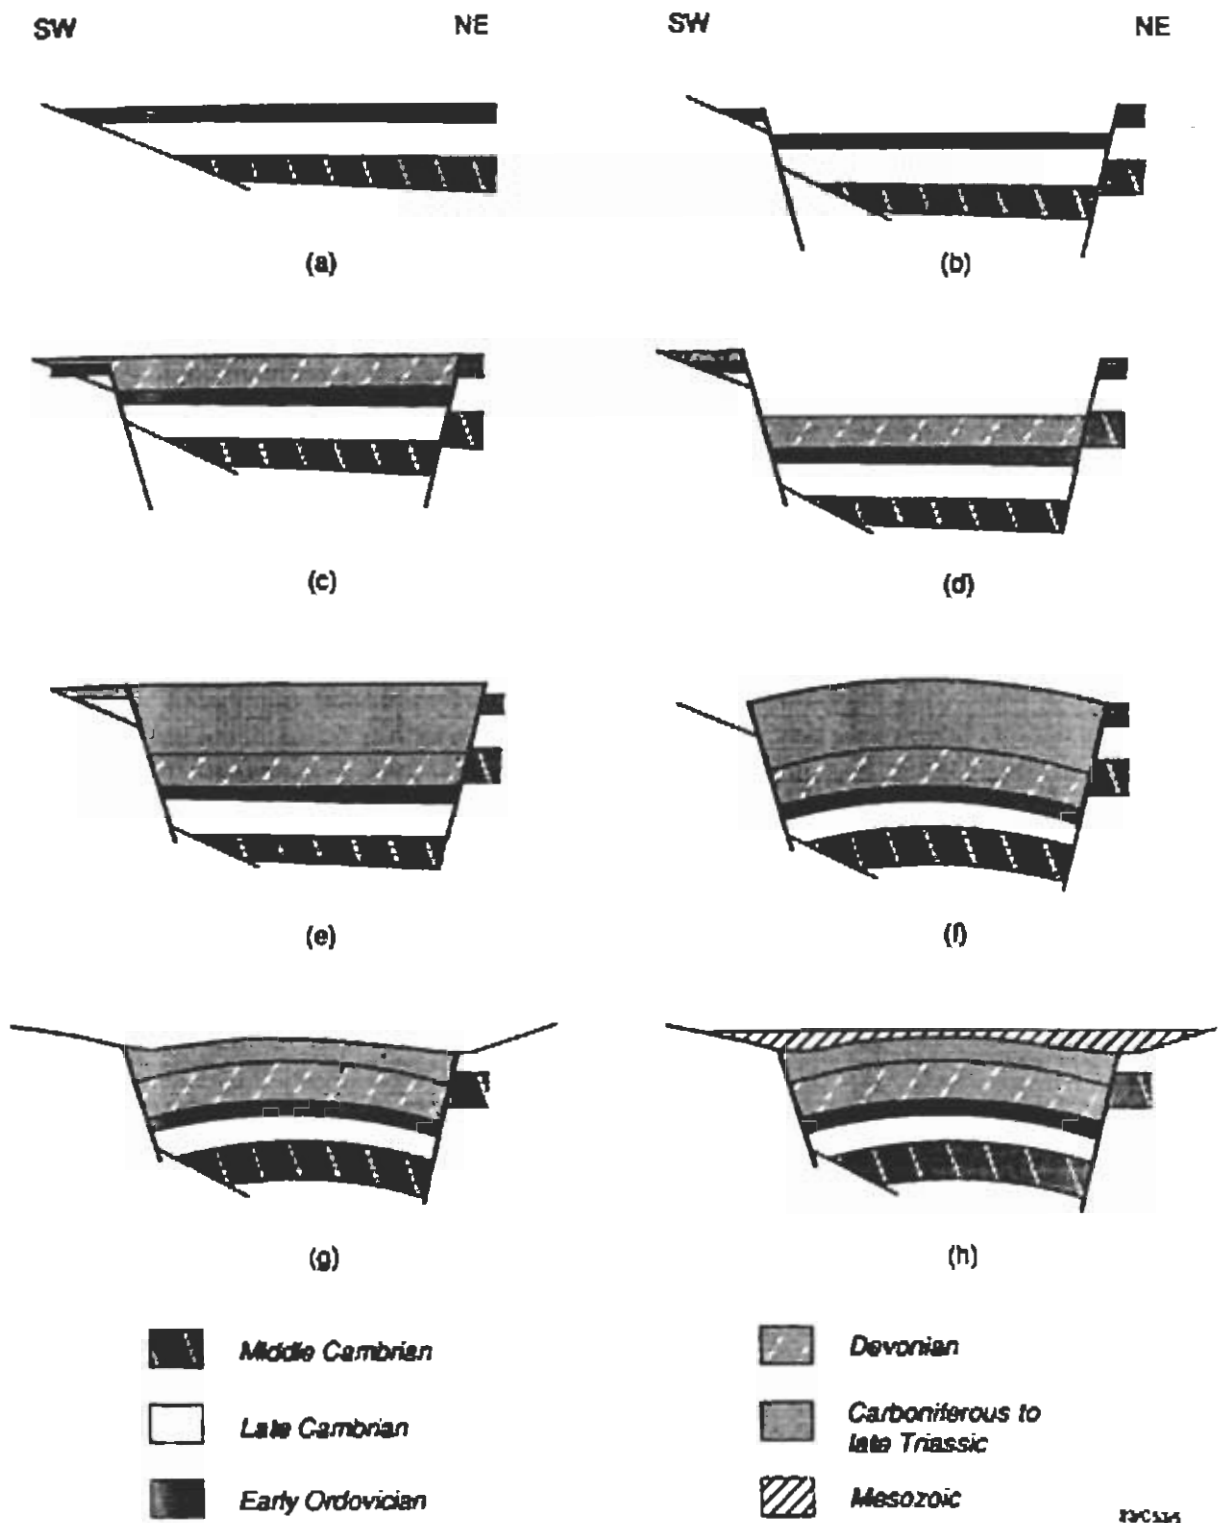 SW NE SW NE
(a) (b)
(c) (d)
(e) (f)
(g) (h)
Middle Cambrian Devonian
Late Cambrian Carboniferous to
late Triassic
Early Ordovician Mesozoic